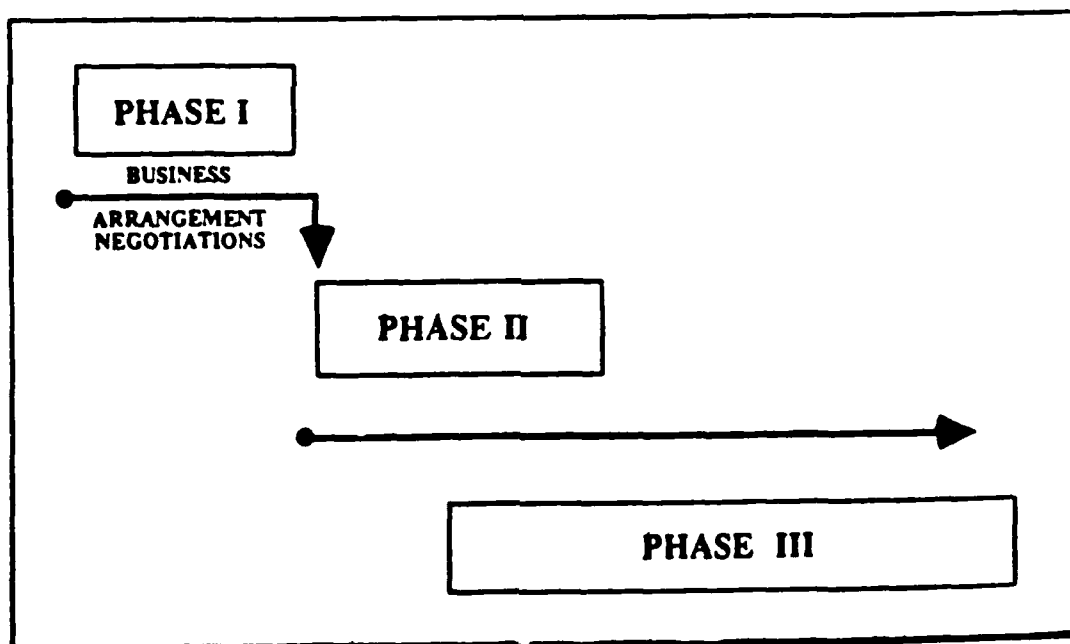 PHASE I
BUSINESS
ARRANGEMENT
NEGOTIATIONS
PHASE II
PHASE III